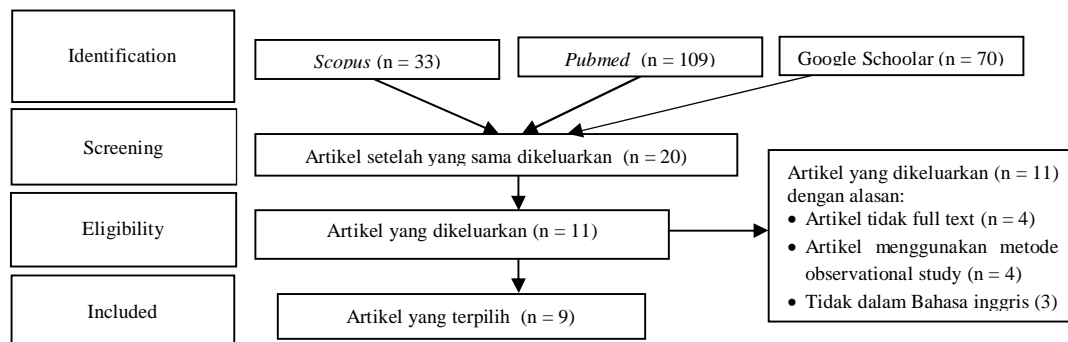 Identification
Scopus (n = 33)
Pubmed (n = 109)
Google Schoolar (n = 70)
Screening
Artikel setelah yang sama dikeluarkan (n = 20)
Eligibility
Artikel yang dikeluarkan (n = 11)
Artikel yang dikeluarkan (n = 11)
dengan alasan:
• Artikel tidak full text (n = 4)
• Artikel menggunakan metode
observational study (n = 4)
• Tidak dalam Bahasa inggris (3)
Included
Artikel yang terpilih (n = 9)